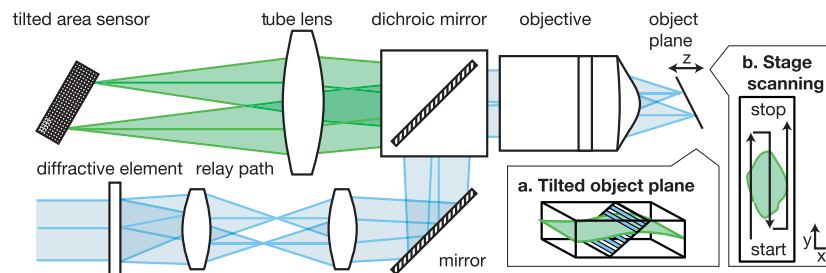 tilted area sensor
tube lens
dichroic mirror
objective
object
plane
z
b. Stage
scanning
stop
start
y
x
diffractive element
relay path
mirror
a. Tilted object plane